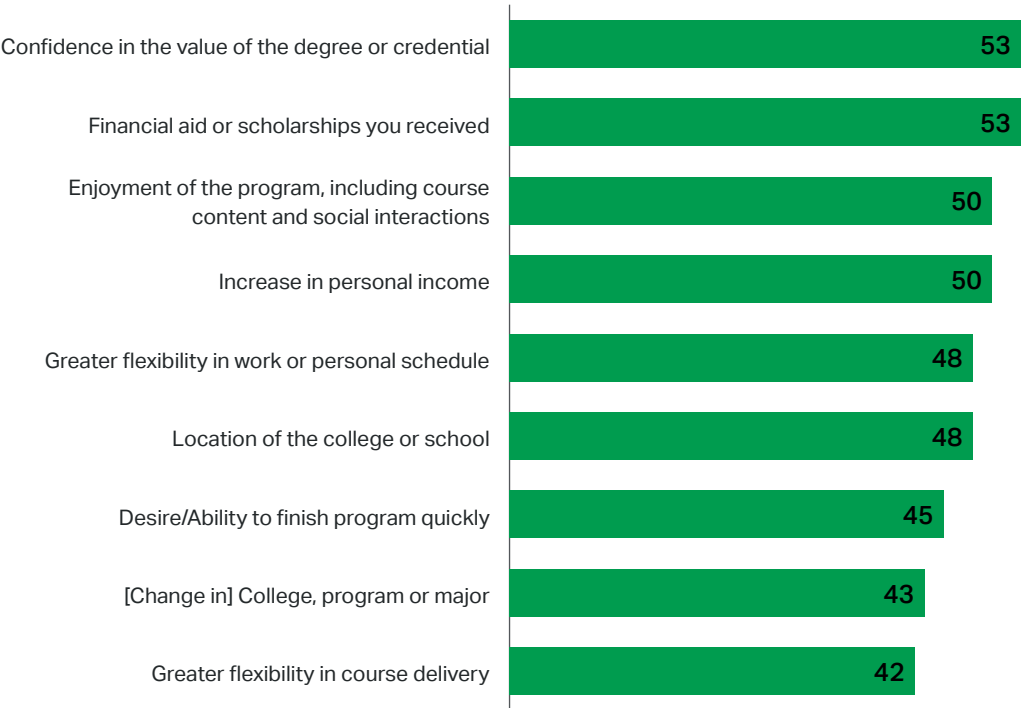 Confidence in the value of the degree or credential 53
Financial aid or scholarships you received 53
Enjoyment of the program, including course
content and social interactions 50
Increase in personal income 50
Greater flexibility in work or personal schedule 48
Location of the college or school 48
Desire/Ability to finish program quickly 45
[Change in] College, program or major 43
Greater flexibility in course delivery 42